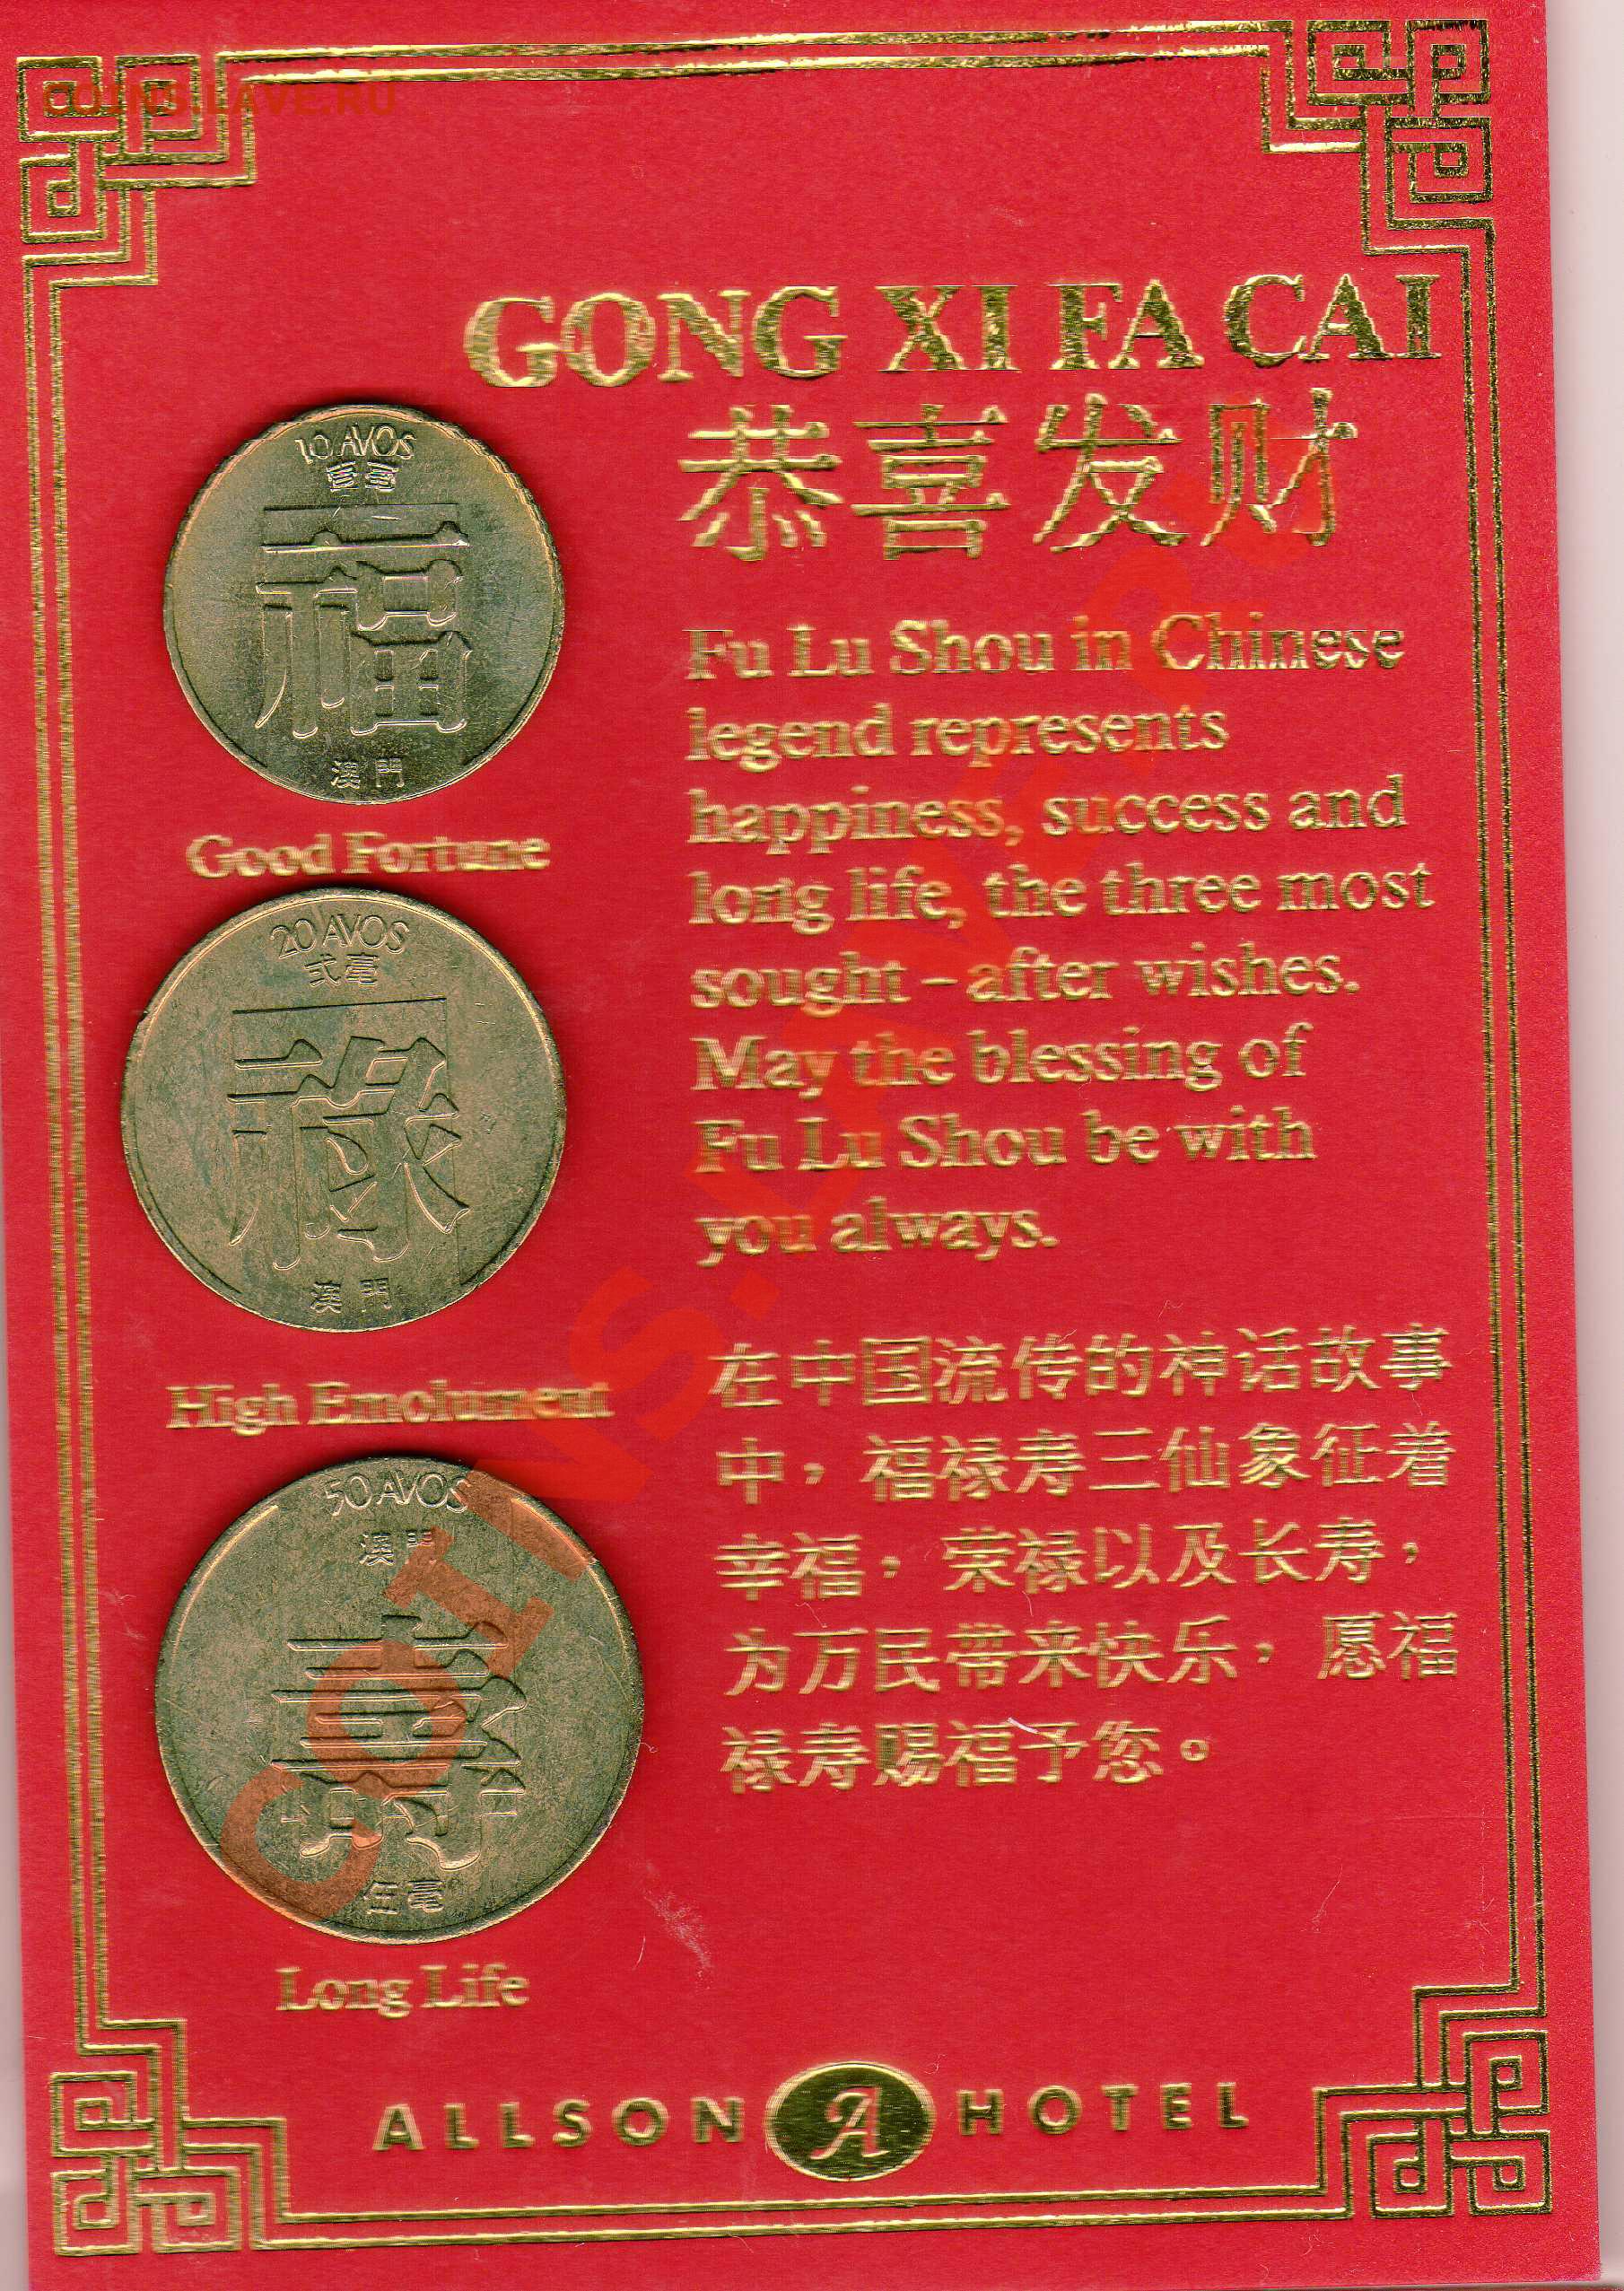 COINS.LAVE.RU
GONG XI FA CAI
恭喜发财
10 AVOS
壹毫
福
澳門
Good Fortune
20 AVOS
弍毫
祿
澳門
High Emolument
50 AVOS
澳門
壽
伍毫
Long Life
Fu Lu Shou in Chinese
legend represents
happiness, success and
long life, the three most
sought - after wishes.
May the blessing of
Fu Lu Shou be with
you always.
在中国流传的神话故事
中，福禄寿三仙象征着
幸福，荣禄以及长寿，
为万民带来快乐，愿福
禄寿赐福予您。
ALLSON A HOTEL
COINS.LAVE.RU